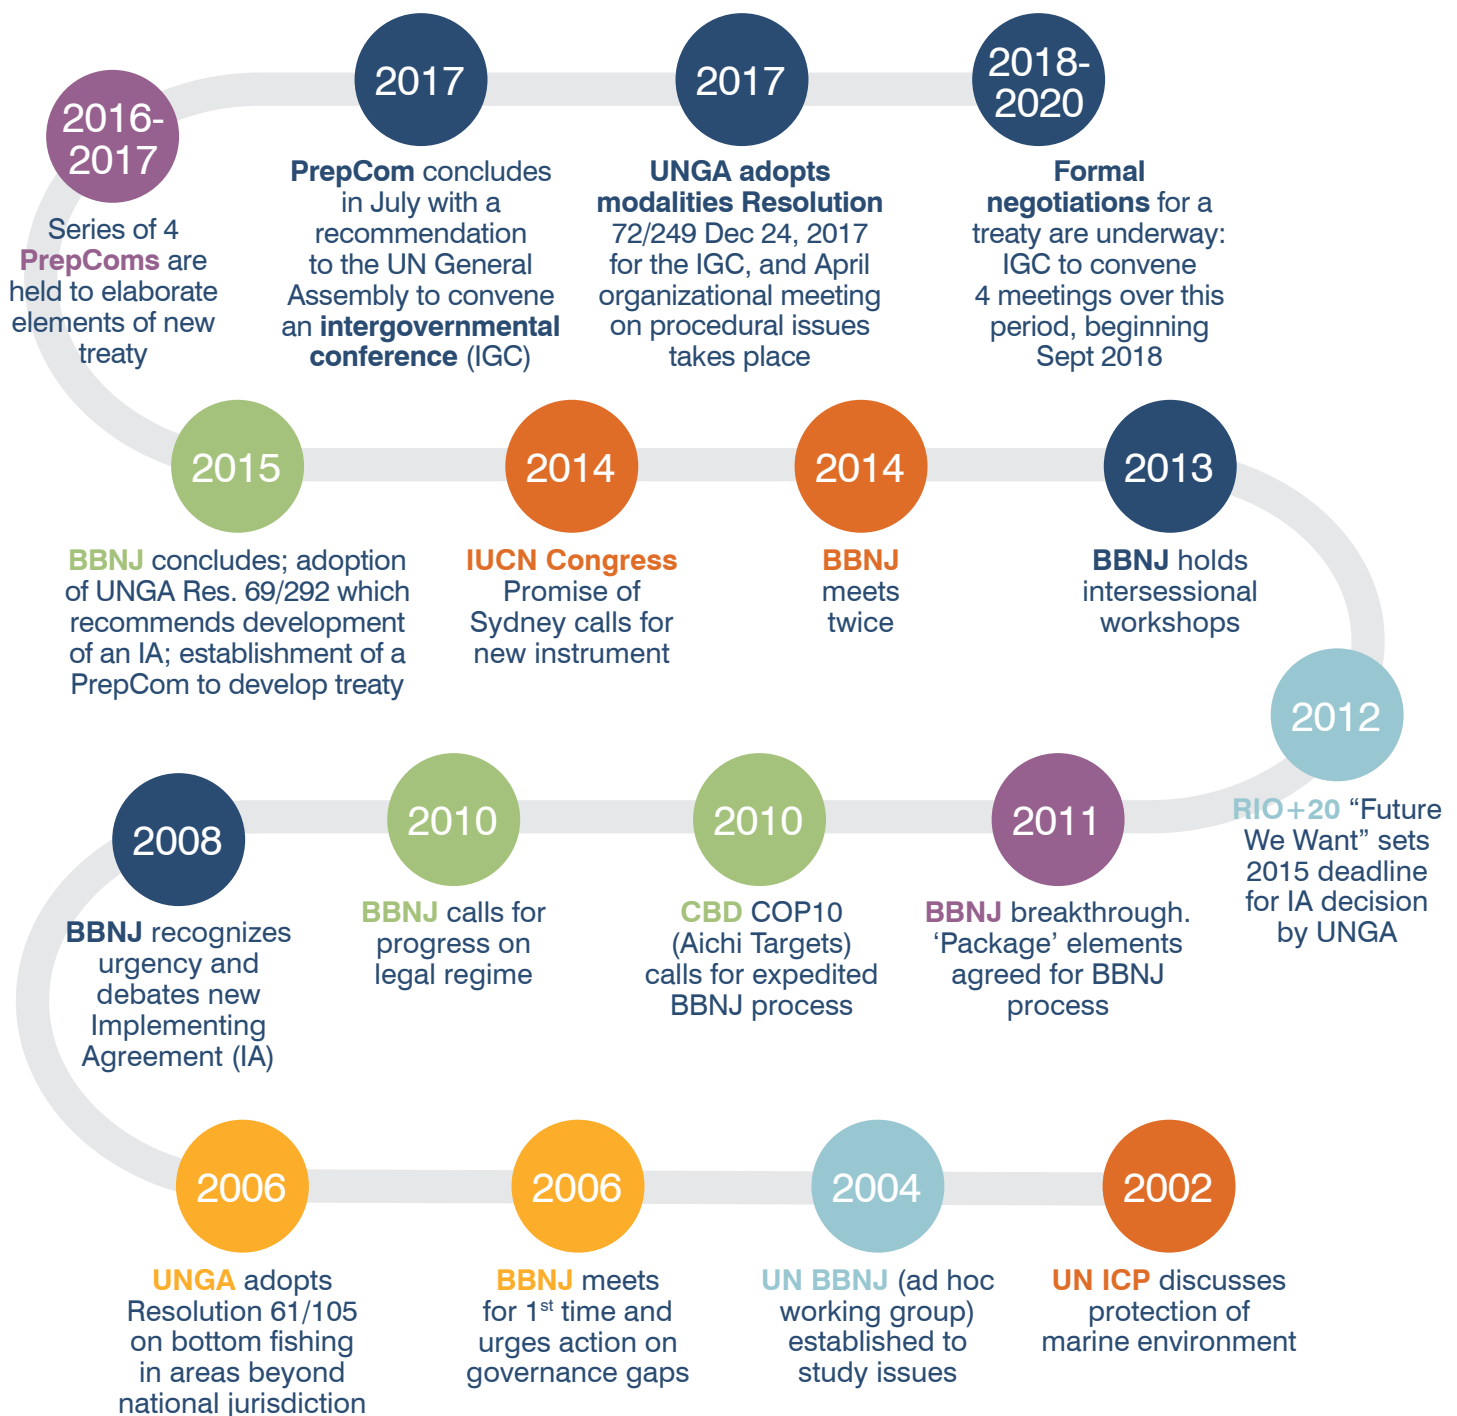 2016-
2017
Series of 4
PrepComs are
held to elaborate
elements of new
treaty
2017
PrepCom concludes
in July with a
recommendation
to the UN General
Assembly to convene
an intergovernmental
conference (IGC)
2017
UNGA adopts
modalities Resolution
72/249 Dec 24, 2017
for the IGC, and April
organizational meeting
on procedural issues
takes place
2018-
2020
Formal
negotiations for a
treaty are underway:
IGC to convene
4 meetings over this
period, beginning
Sept 2018
2015
BBNJ concludes; adoption
of UNGA Res. 69/292 which
recommends development
of an IA; establishment of a
PrepCom to develop treaty
2014
IUCN Congress
Promise of
Sydney calls for
new instrument
2014
BBNJ
meets
twice
2013
BBNJ holds
intersessional
workshops
2012
RIO+20 “Future
We Want” sets
2015 deadline
for IA decision
by UNGA
2008
BBNJ recognizes
urgency and
debates new
Implementing
Agreement (IA)
2010
BBNJ calls for
progress on
legal regime
2010
CBD COP10
(Aichi Targets)
calls for expedited
BBNJ process
2011
BBNJ breakthrough.
‘Package’ elements
agreed for BBNJ
process
2006
UNGA adopts
Resolution 61/105
on bottom fishing
in areas beyond
national jurisdiction
2006
BBNJ meets
for 1st time and
urges action on
governance gaps
2004
UN BBNJ (ad hoc
working group)
established to
study issues
2002
UN ICP discusses
protection of
marine environment